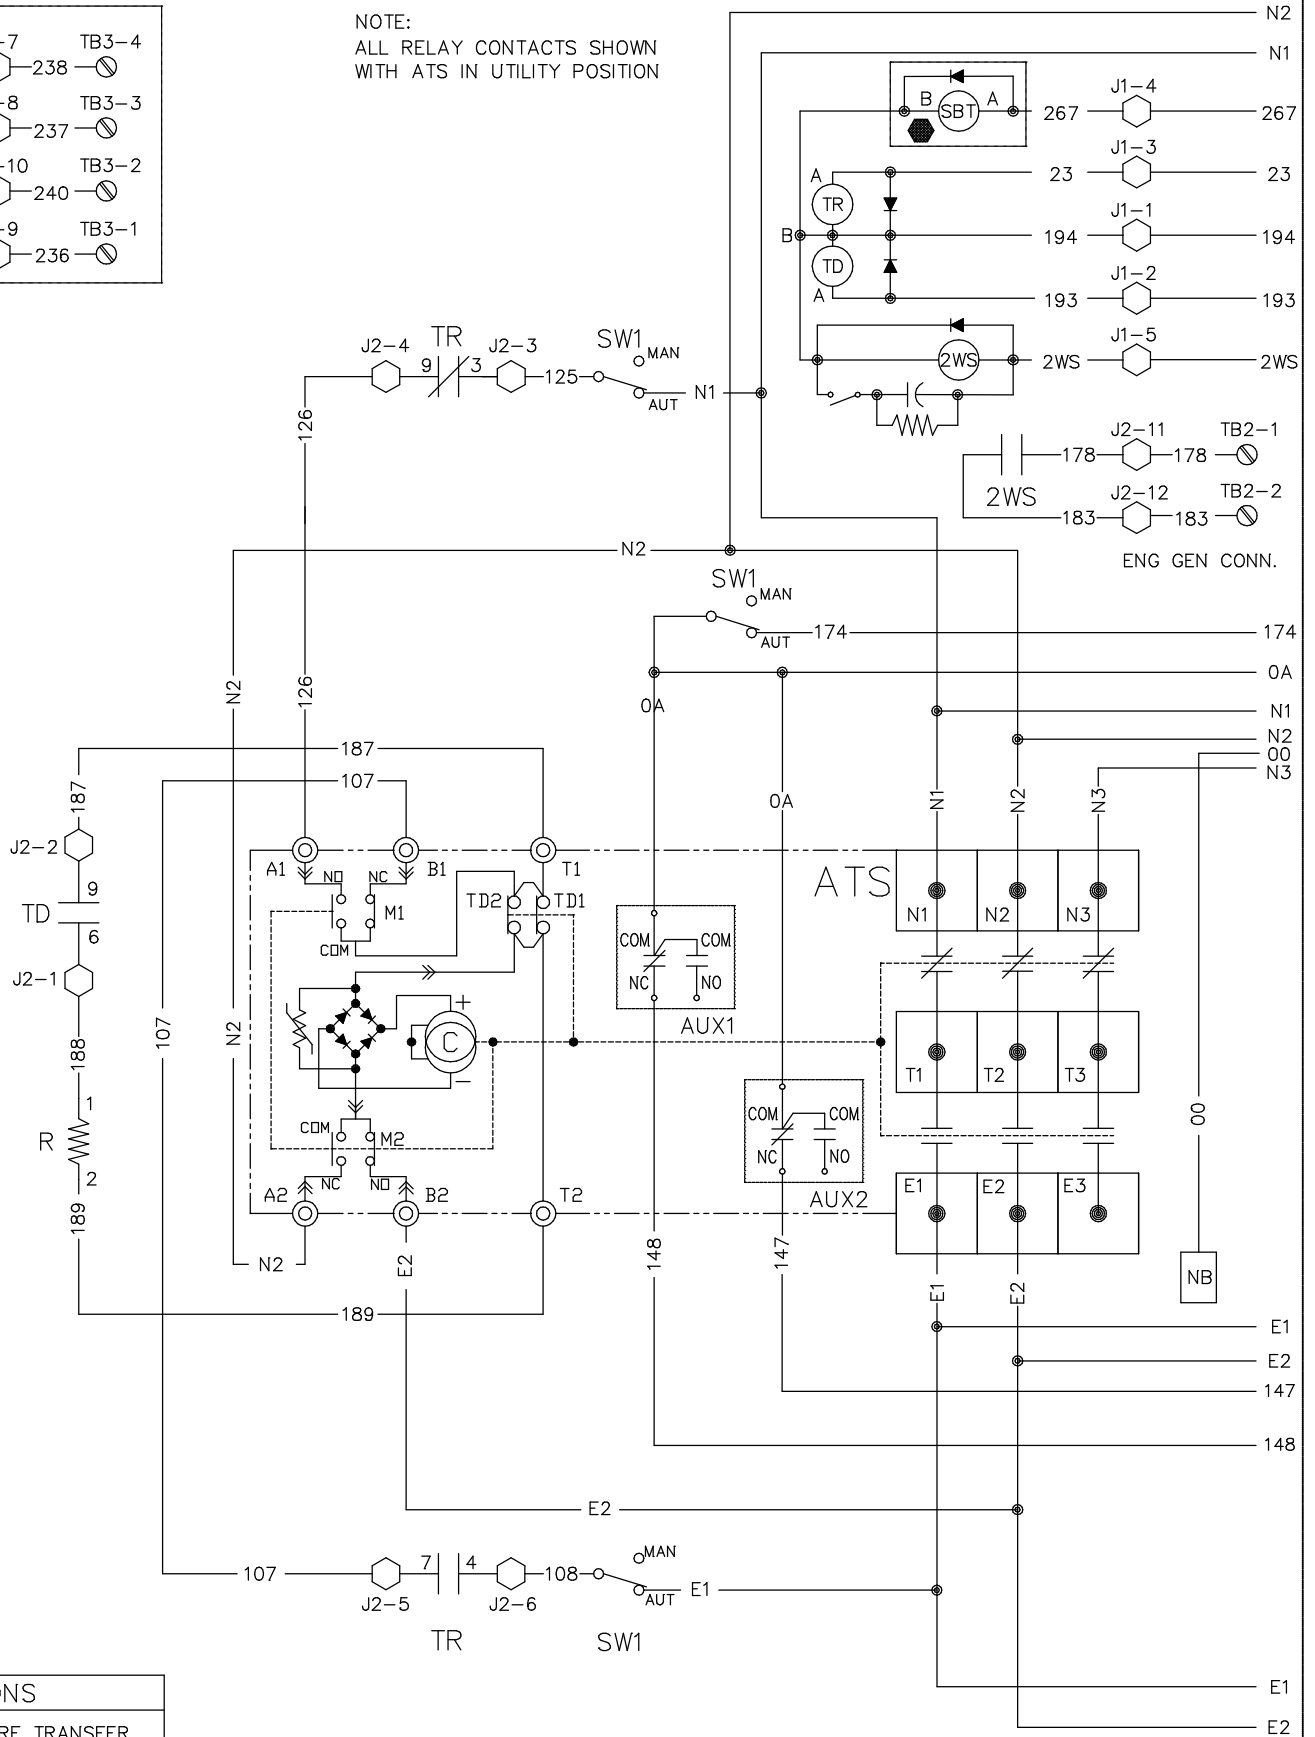 NOTE:
ALL RELAY CONTACTS SHOWN
WITH ATS IN UTILITY POSITION
N2
N1
-7 TB3-4
238
-8 TB3-3
237
-10 TB3-2
240
-9 TB3-1
236
B SBT A 267 J1-4 267
A 23 J1-3 23
TR
B 194 J1-1 194
TD
A 193 J1-2 193
2WS 2WS J1-5 2WS
J2-4 TR J2-3 SW1 MAN
9 3 125 AUT N1
126
2WS 178 J2-11 178 TB2-1
183 J2-12 183 TB2-2
ENG GEN CONN.
N2
SW1 MAN
AUT 174 174
0A
0A
N1
N2
00
N3
N2 126
187
107
187
0A
N1 N2 N3
J2-2
A1 B1 T1
NO NC
M1
COM
TD2 TD1
ATS
N1 N2 N3
9
TD
6
J2-1
COM COM
NC NO
AUX1
107 N2
+
C
-
T1 T2 T3
188
1
R
2
189
COM
M2
NC NO
A2 B2 T2
COM COM
NC NO
AUX2
E1 E2 E3
00
N2 E2
148 147
E1 E2
NB
189
E1
E2
147
148
E2
107 J2-5 7 4 J2-6 108 MAN
AUT E1
TR SW1
E1
E2
ONS
RE TRANSFER